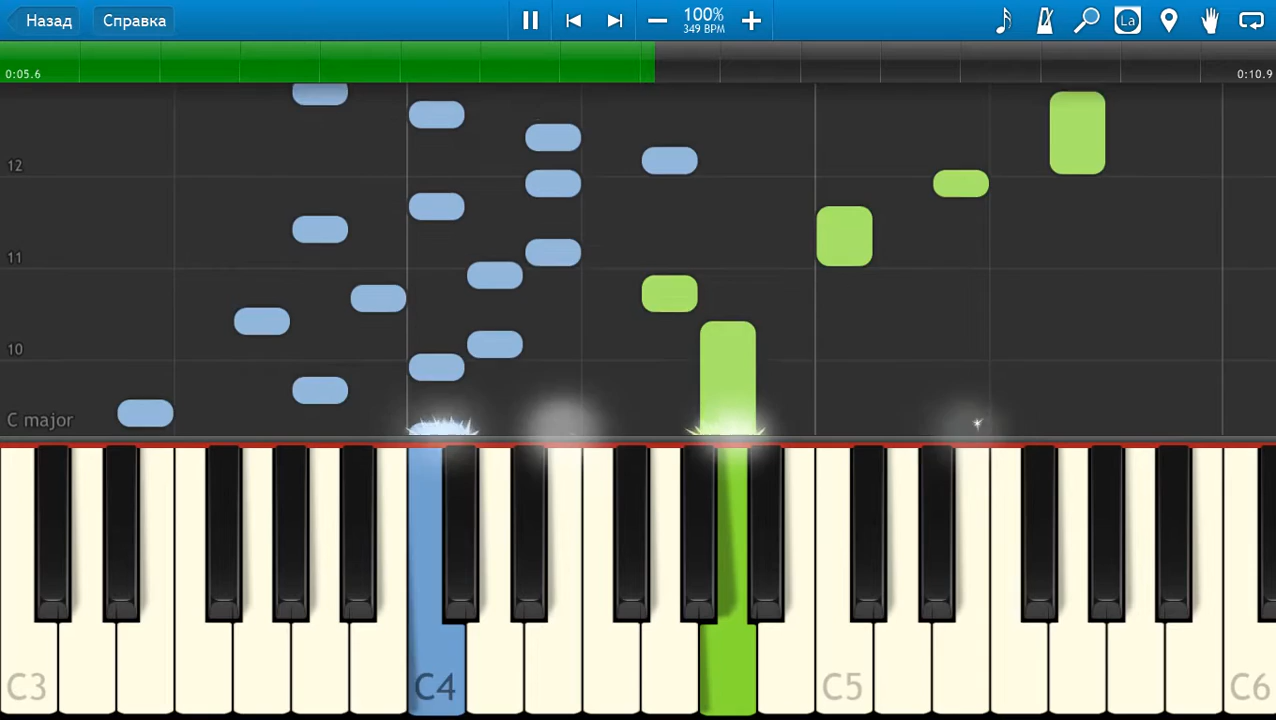 Назад
Справка
100%
349 BPM
La
0:05.6
0:10.9
12
11
10
C major
C3
C4
C5
C6